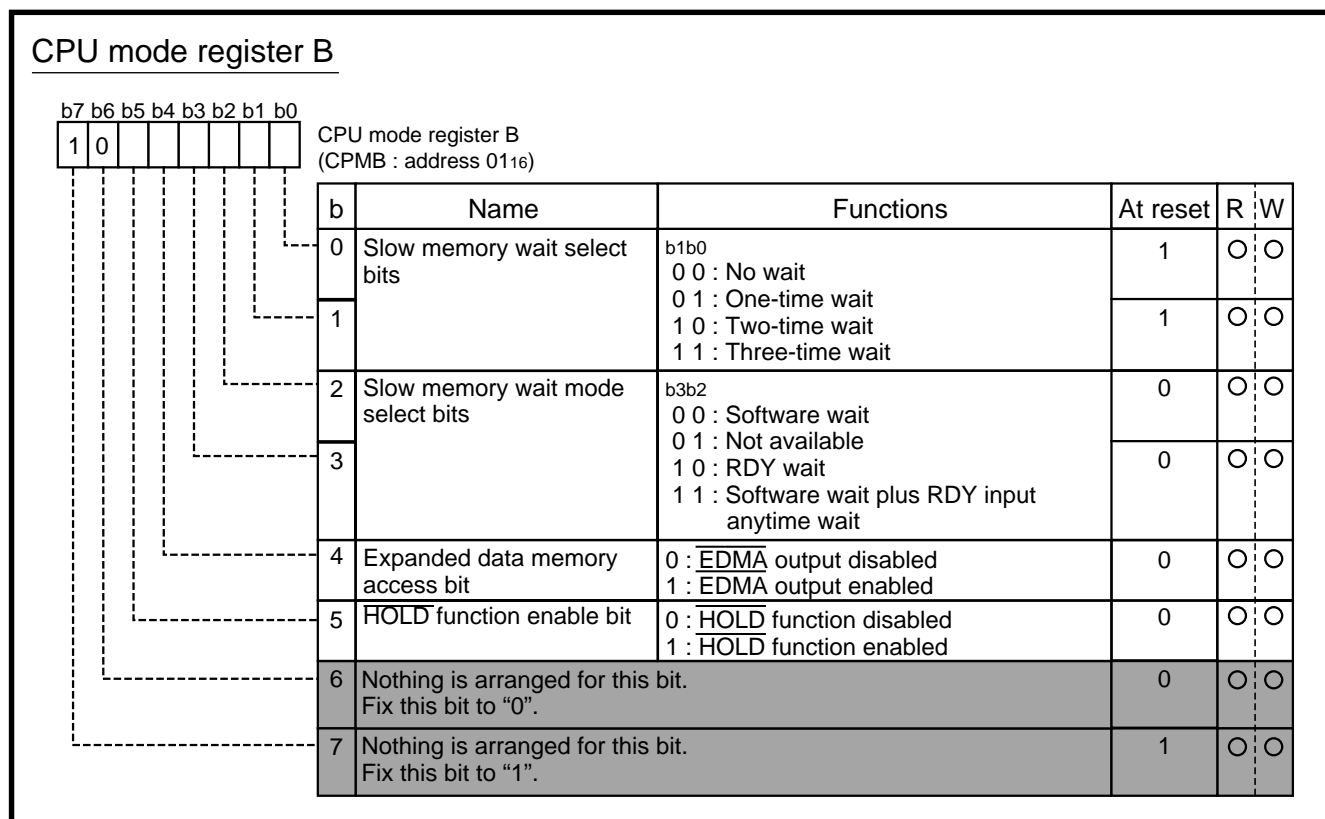 CPU mode register B
b7 b6 b5 b4 b3 b2 b1 b0
1 0
CPU mode register B
(CPMB : address 0116)
b Name Functions At reset R W
0 Slow memory wait select bits
1
b1b0
0 0 : No wait
0 1 : One-time wait
1 0 : Two-time wait
1 1 : Three-time wait
1 O O
1 O O
2 Slow memory wait mode select bits
3
b3b2
0 0 : Software wait
0 1 : Not available
1 0 : RDY wait
1 1 : Software wait plus RDY input
anytime wait
0 O O
0 O O
4 Expanded data memory access bit
0 : EDMA output disabled
1 : EDMA output enabled
0 O O
5 HOLD function enable bit
0 : HOLD function disabled
1 : HOLD function enabled
0 O O
6 Nothing is arranged for this bit.
Fix this bit to “0”.
0 O O
7 Nothing is arranged for this bit.
Fix this bit to “1”.
1 O O